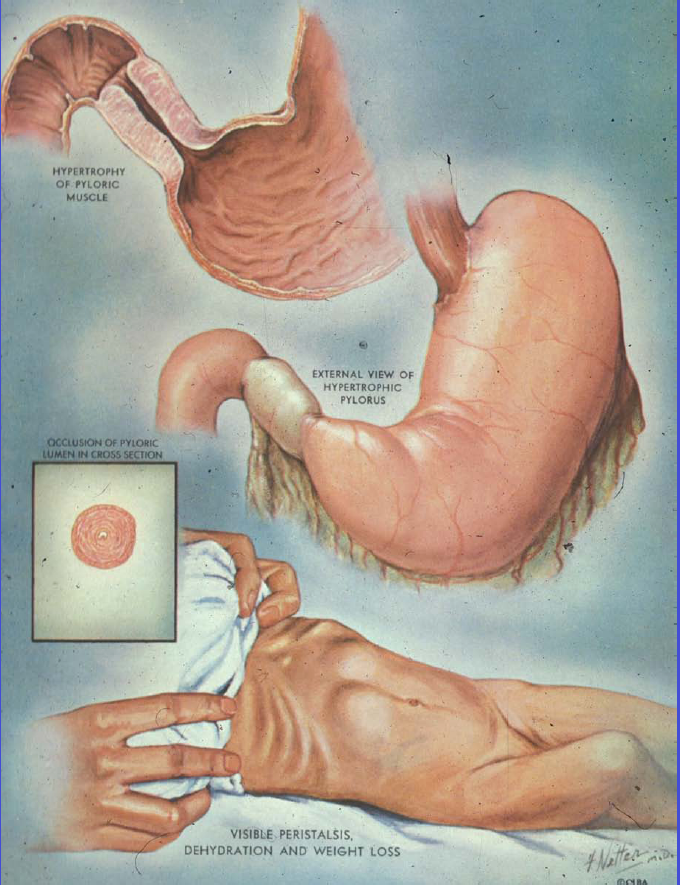 HYPERTROPHY
OF PYLORIC
MUSCLE
EXTERNAL VIEW OF
HYPERTROPHIC
PYLORUS
OCCLUSION OF PYLORIC
LUMEN IN CROSS SECTION
VISIBLE PERISTALSIS,
DEHYDRATION AND WEIGHT LOSS
F. Netter M.D.
©CIBA